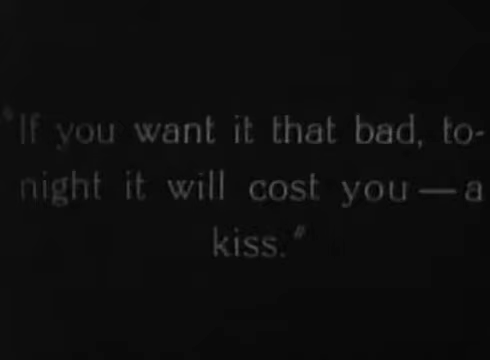 "If you want it that bad, to-
night it will cost you — a
kiss."